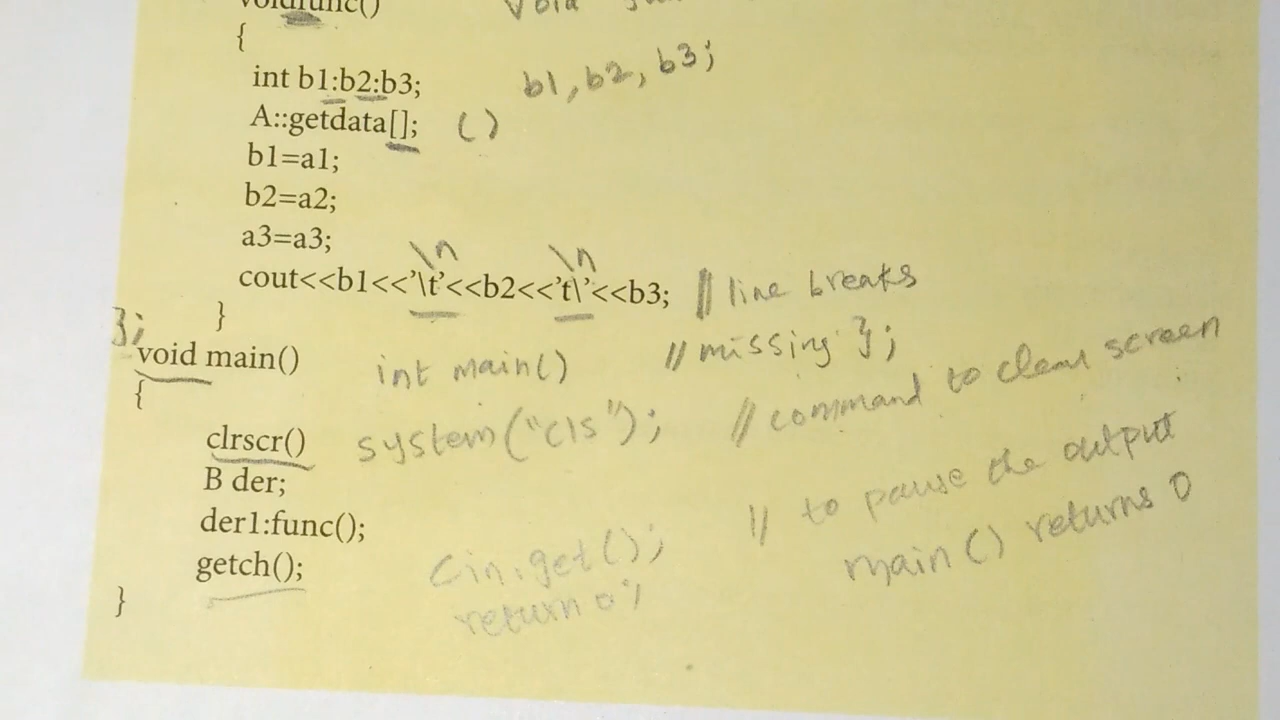 voidfunc() void
{
int b1:b2:b3; b1, b2, b3;
A::getdata[]; ()
b1=a1;
b2=a2;
a3=a3;
\n \n
cout<<b1<<'\t'<<b2<<'t\'<<b3; // line breaks
}
};
void main() int main() // missing };
{
clrscr() system("cls"); // command to clear screen
B der;
der1:func();
getch(); cin.get(); // to pause the output
return 0; main() returns 0
}